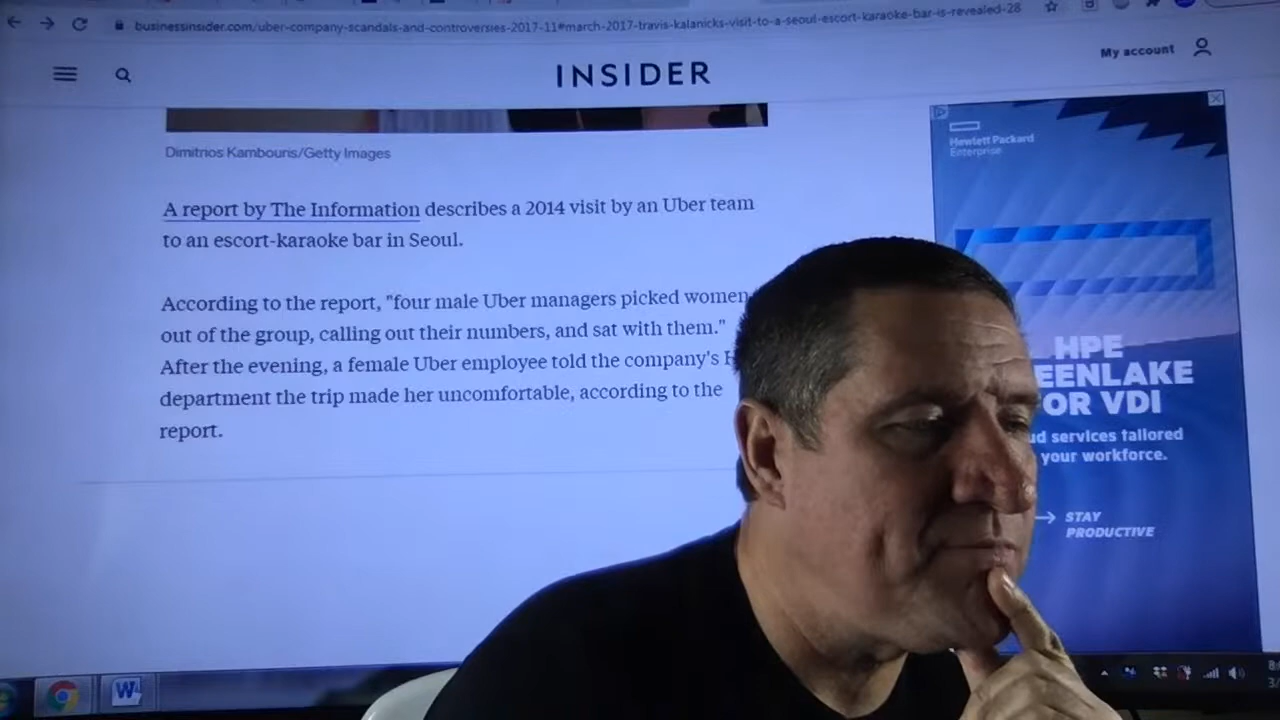 businessinsider.com/uber-company-scandals-and-controversies-2017-11#march-2017-travis-kalanicks-visit-to-a-seoul-escort-karaoke-bar-is-revealed-28
INSIDER
My account
Dimitrios Kambouris/Getty Images
A report by The Information describes a 2014 visit by an Uber team
to an escort-karaoke bar in Seoul.
According to the report, "four male Uber managers picked women
out of the group, calling out their numbers, and sat with them."
After the evening, a female Uber employee told the company's
department the trip made her uncomfortable, according to the
report.
Hewlett Packard
Enterprise
HPE
EENLAKE
FOR VDI
services tailored
your workforce.
→ STAY
PRODUCTIVE
W